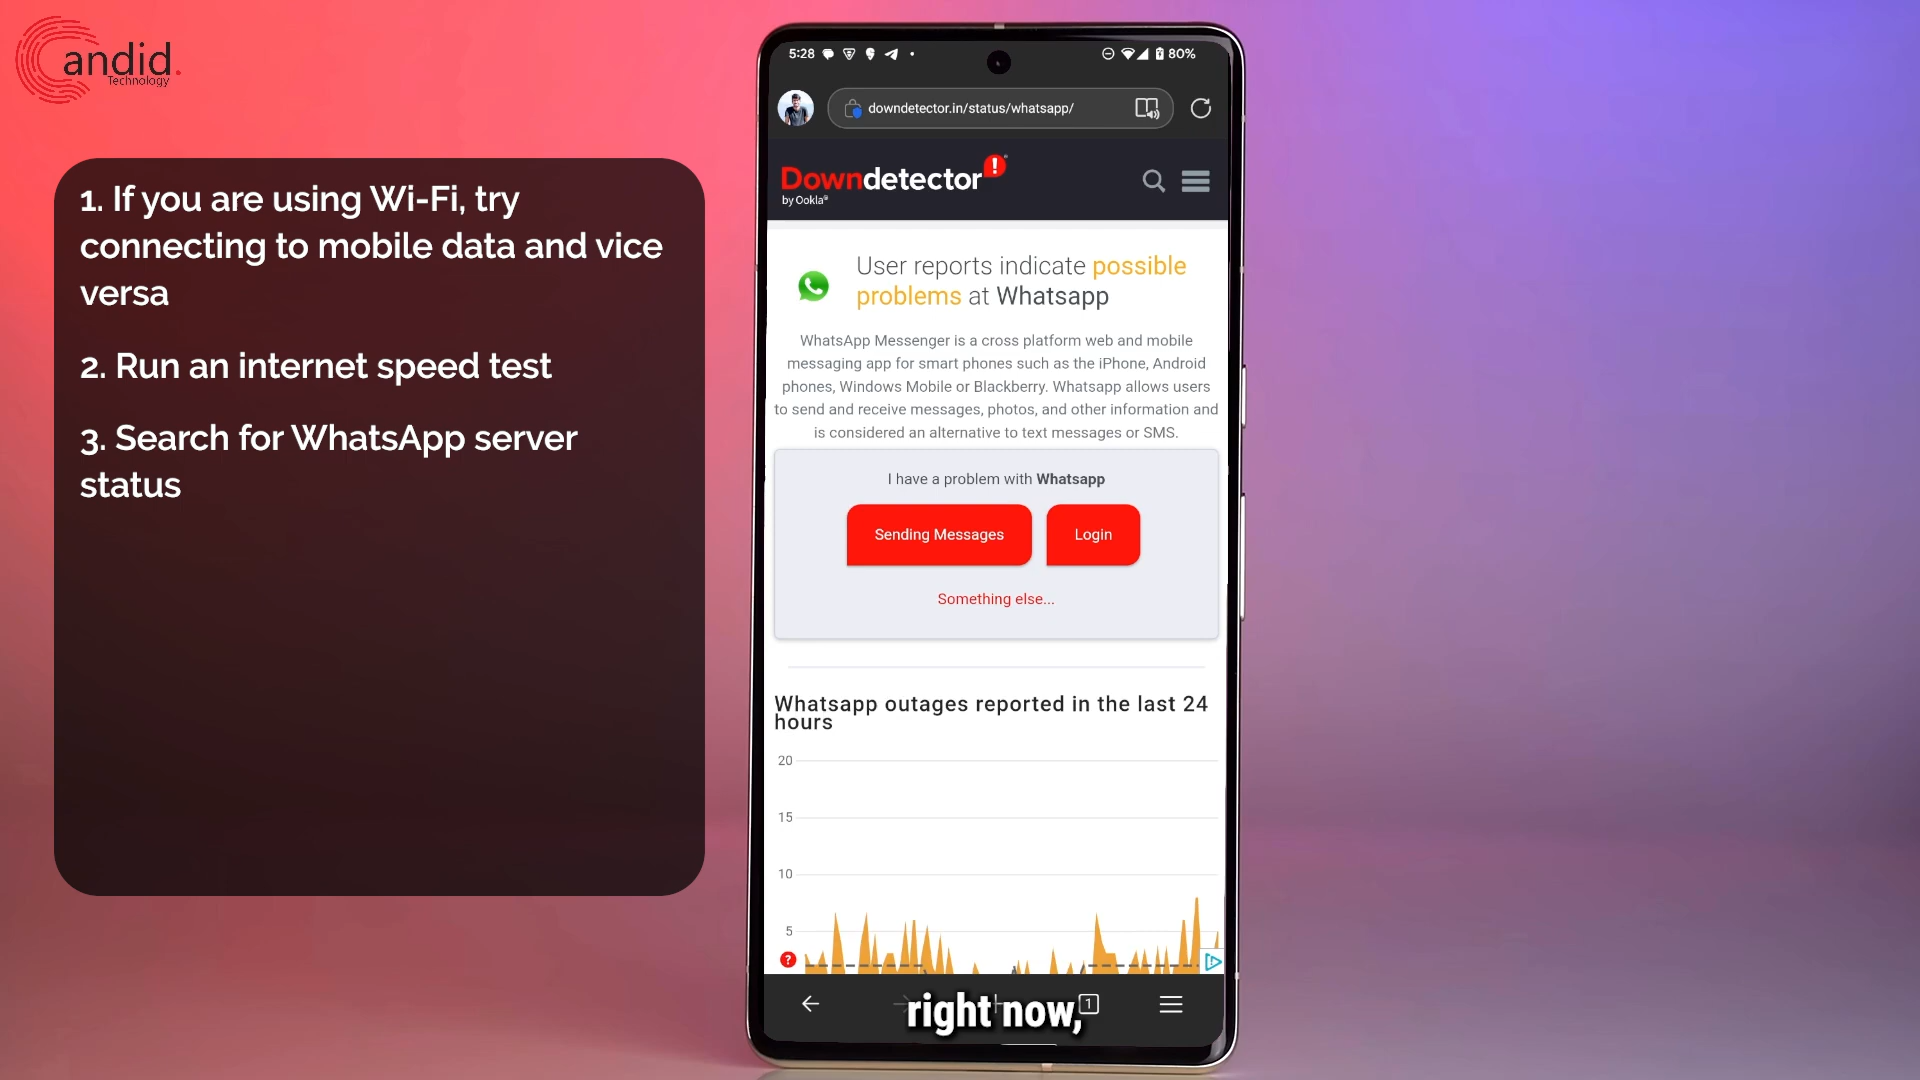 Candid.
Technology
1. If you are using Wi-Fi, try
connecting to mobile data and vice
versa
2. Run an internet speed test
3. Search for WhatsApp server
status
5:28
80%
downdetector.in/status/whatsapp/
Downdetector
by Ookla®
User reports indicate possible
problems at Whatsapp
WhatsApp Messenger is a cross platform web and mobile
messaging app for smart phones such as the iPhone, Android
phones, Windows Mobile or Blackberry. Whatsapp allows users
to send and receive messages, photos, and other information and
is considered an alternative to text messages or SMS.
I have a problem with Whatsapp
Sending Messages
Login
Something else...
Whatsapp outages reported in the last 24
hours
20
15
10
5
1
right now,